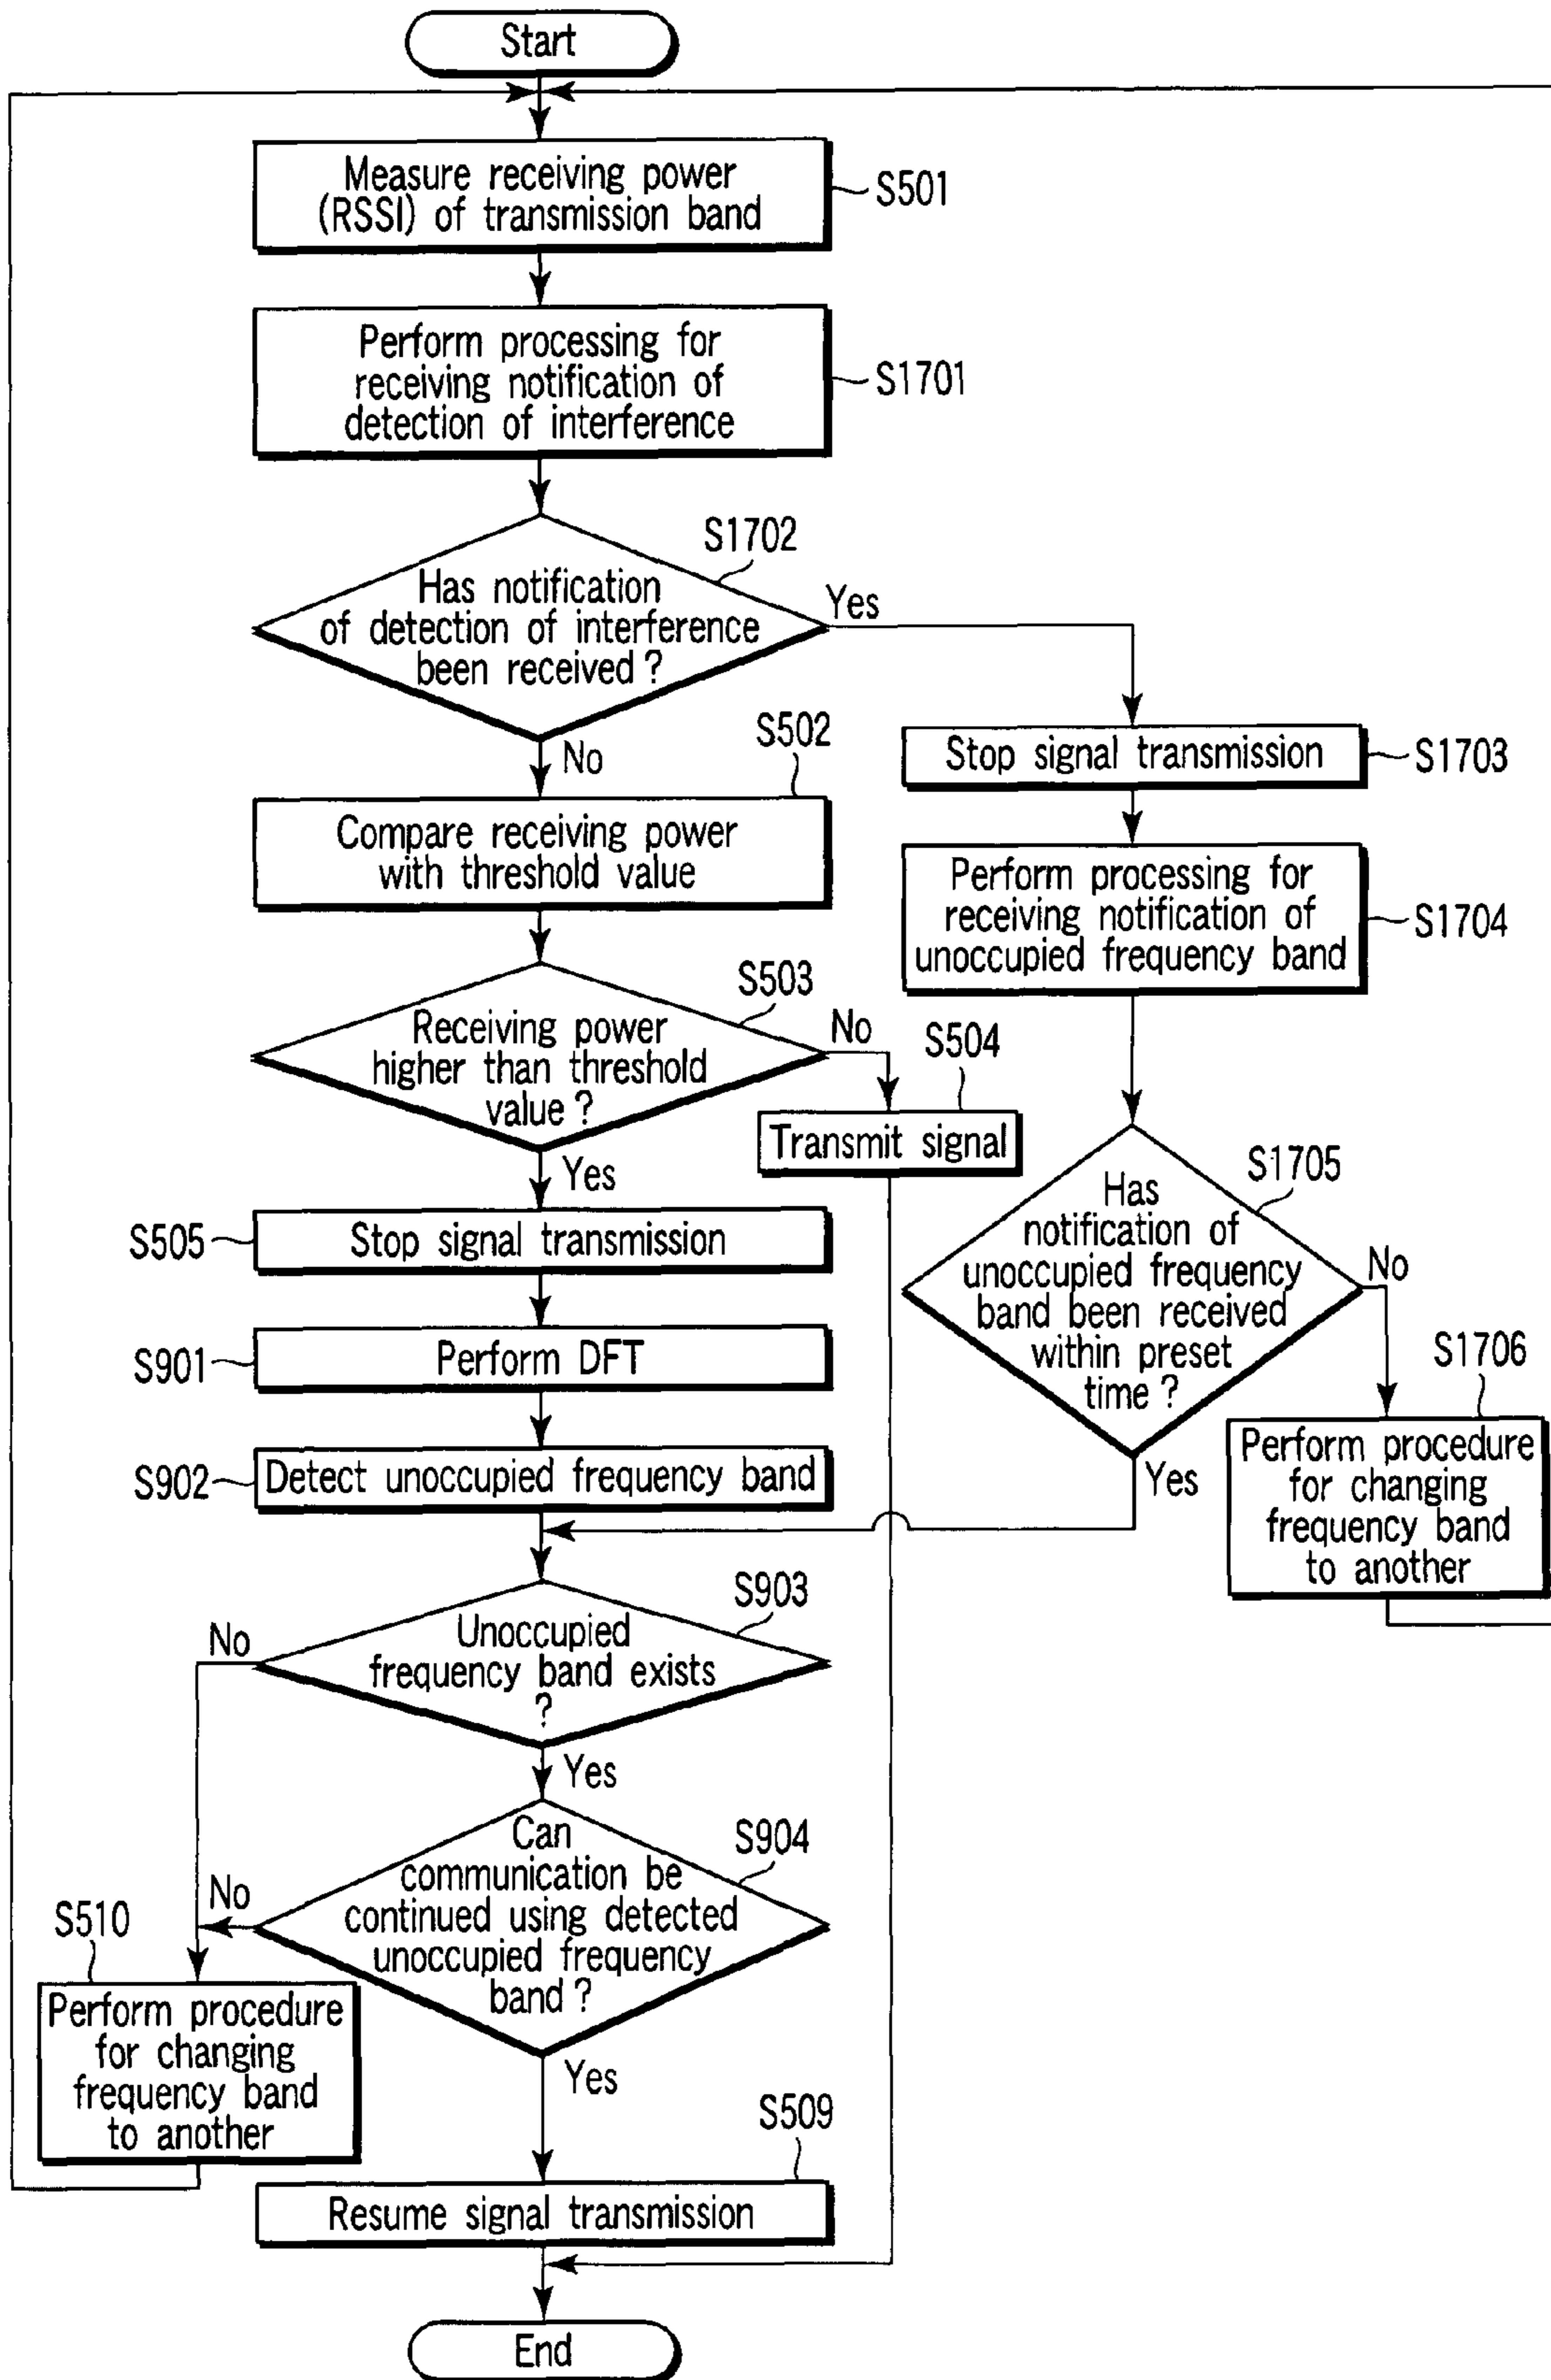 Start
Measure receiving power
(RSSI) of transmission band
S501
Perform processing for
receiving notification of
detection of interference
S1701
S1702
Has notification
of detection of interference
been received ?
Yes
No
S502
Compare receiving power
with threshold value
Stop signal transmission
S1703
Perform processing for
receiving notification of
unoccupied frequency band
S1704
S503
Receiving power
higher than threshold
value ?
No
Yes
S504
Transmit signal
S1705
Has
notification of
unoccupied frequency
band been received
within preset
time ?
No
Yes
S1706
Perform procedure
for changing
frequency band
to another
S505
Stop signal transmission
S901
Perform DFT
S902
Detect unoccupied frequency band
S903
Unoccupied
frequency band exists
?
No
Yes
S904
Can
communication be
continued using detected
unoccupied frequency
band ?
No
Yes
S510
Perform procedure
for changing
frequency band
to another
S509
Resume signal transmission
End